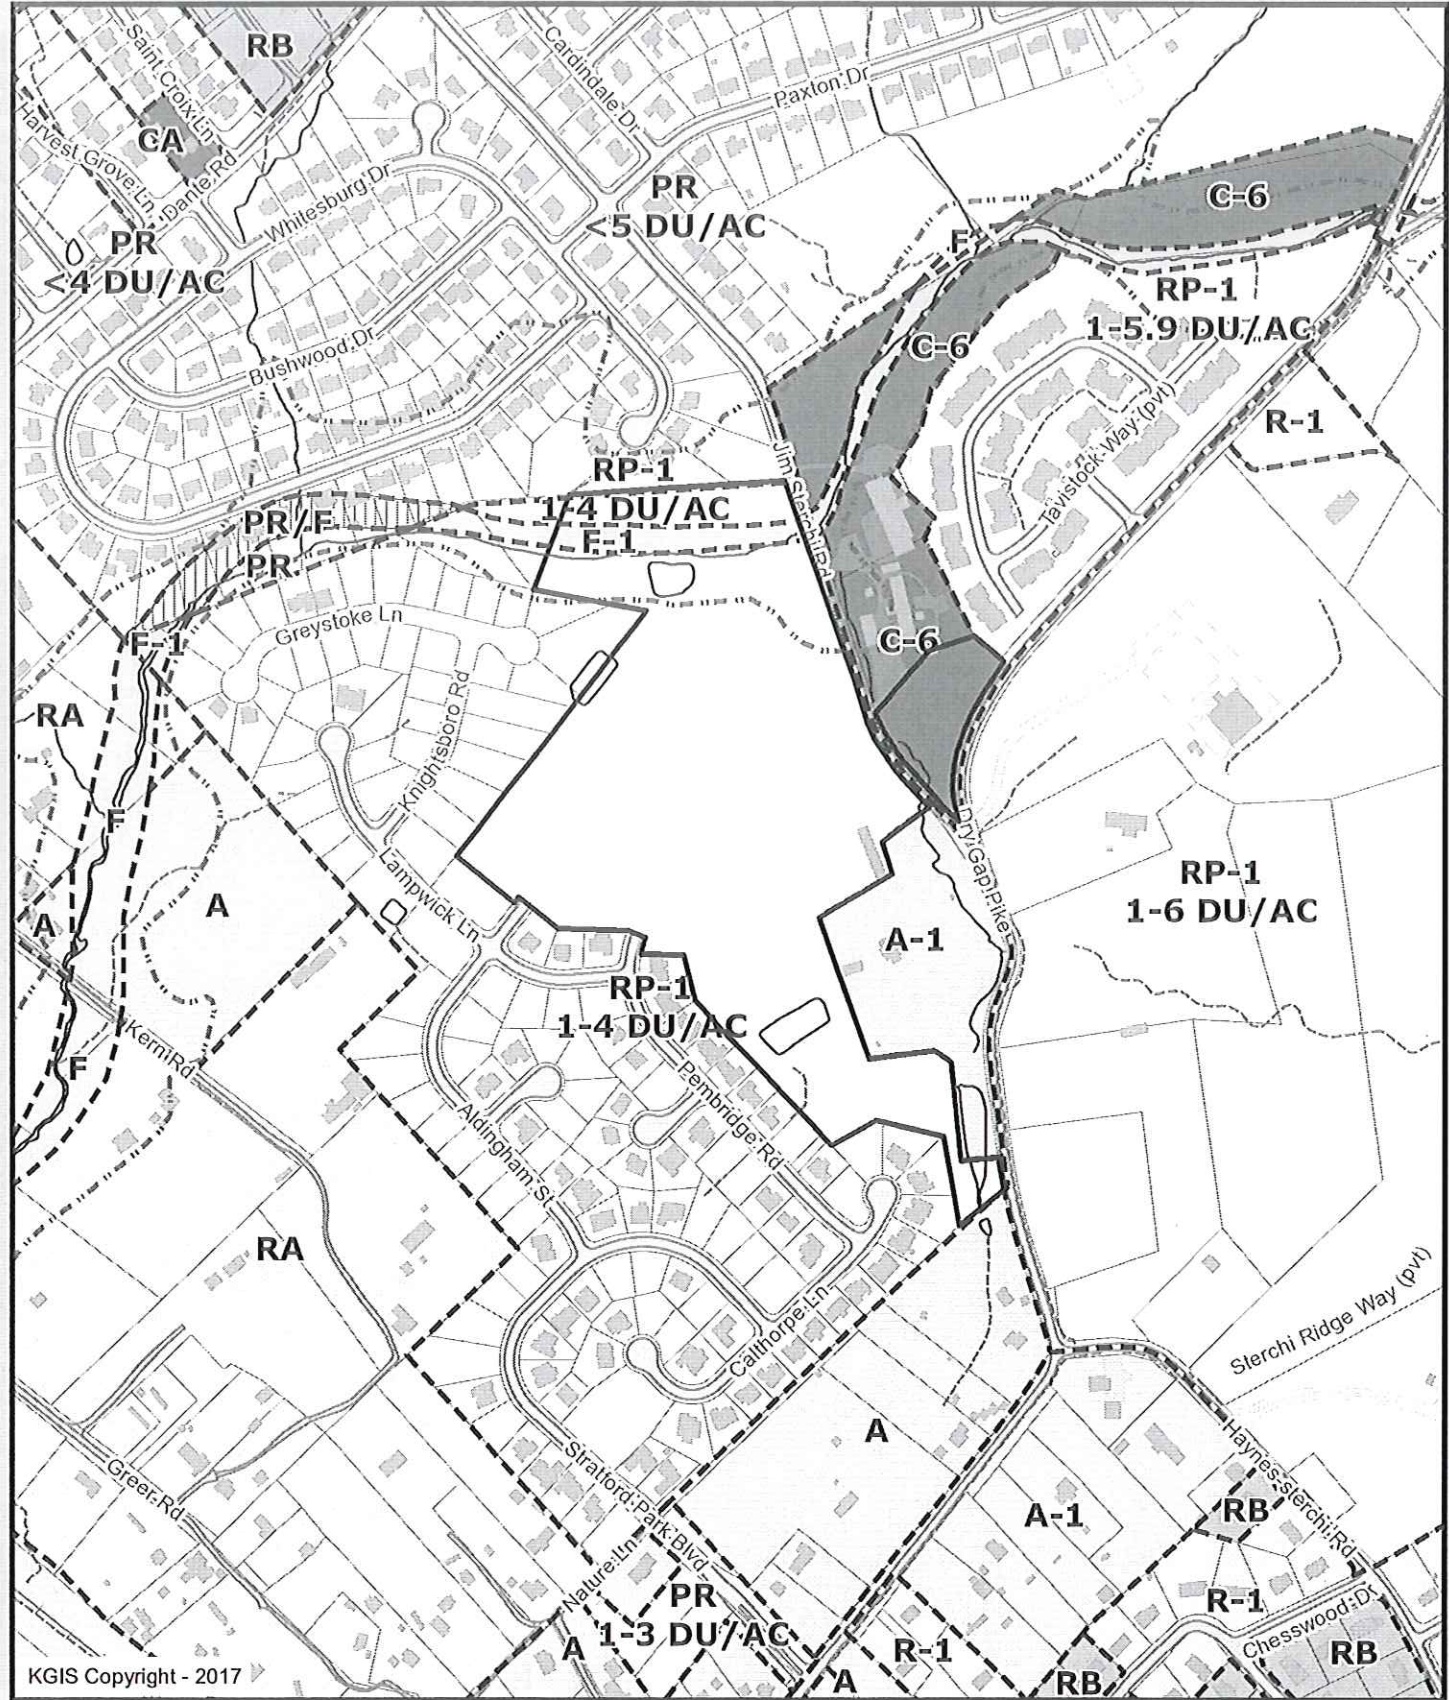 RB
Saint Croix Ln
CA
Harvest Grove Ln
Dante Rd
Cardindale Dr
Paxton Dr
Whitesburg Dr
PR
<5 DU/AC
C-6
PR
<4 DU/AC
F
RP-1
1-5.9 DU/AC
Bushwood Dr
C-6
R-1
Tavistock Way (pvt)
Jim Sterchi Rd
RP-1
1-4 DU/AC
F-1
PR/F
PR
Greystoke Ln
F-1
C-6
RA
Knightsboro Rd
F
Dry Gap Pike
Lampwick Ln
RP-1
1-6 DU/AC
A
A
A-1
RP-1
1-4 DU/AC
Kern Rd
F
Pembridge Rd
Aldingham St
RA
Calthorpe Ln
Sterchi Ridge Way (pvt)
A
Greer Rd
Stratford Park Blvd
Haynes-sterchi Rd
A-1
RB
Nature Ln
PR
1-3 DU/AC
R-1
Chesswood Dr
A
R-1
RB
A
RB
KGIS Copyright - 2017